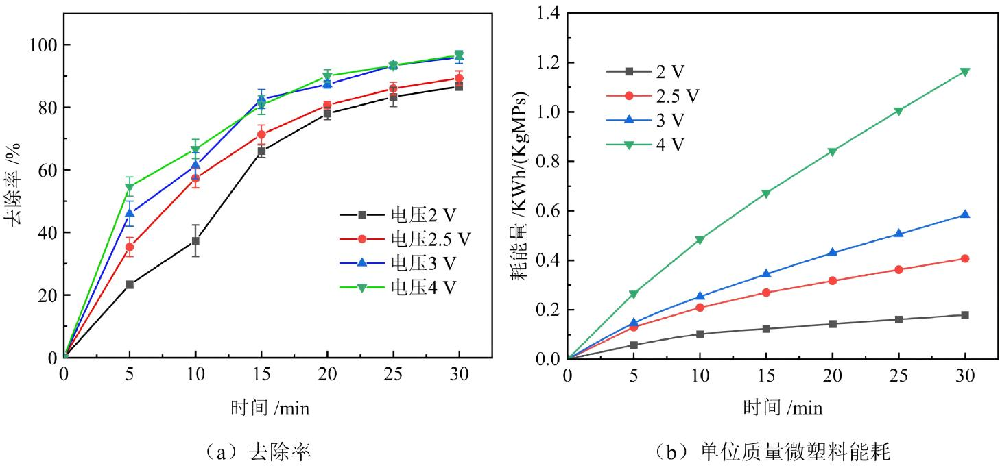 100
80
60
40
20
0
去除率 /%
电压2 V
电压2.5 V
电压3 V
电压4 V
0 5 10 15 20 25 30
时间 /min
（a）去除率
1.4
1.2
1.0
0.8
0.6
0.4
0.2
0.0
耗能量 /KWh/(KgMPs)
2 V
2.5 V
3 V
4 V
0 5 10 15 20 25 30
时间 /min
（b）单位质量微塑料能耗